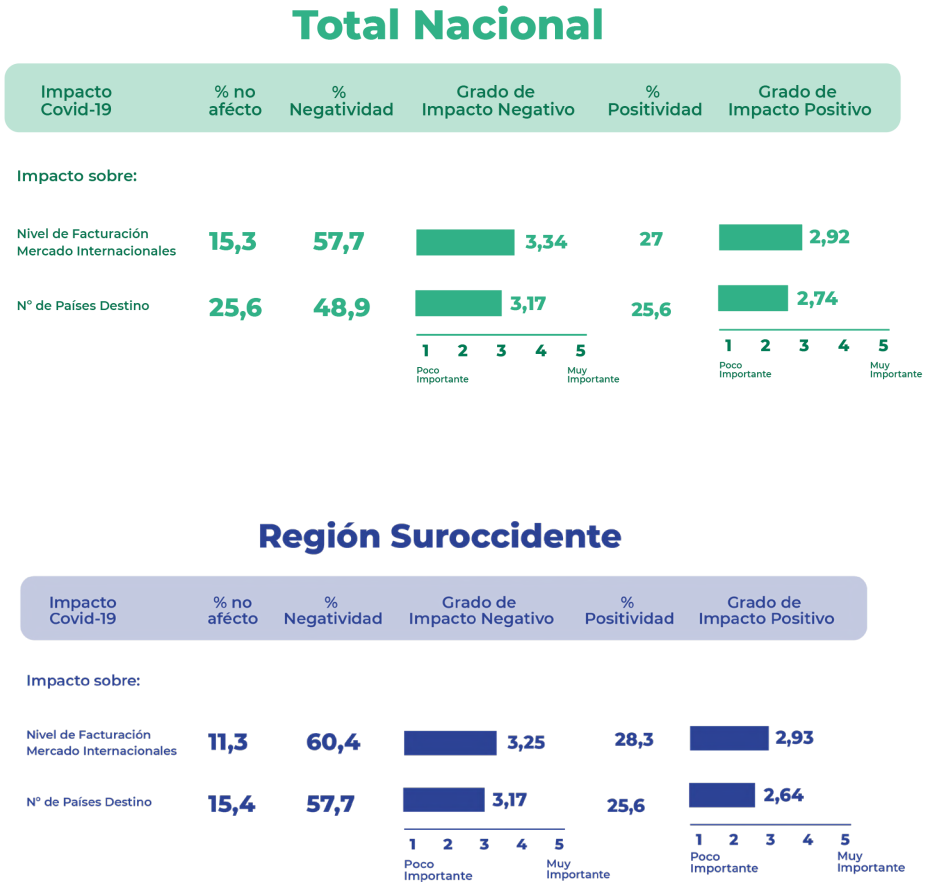 Total Nacional
Impacto Covid-19
% no afécto
% Negatividad
Grado de Impacto Negativo
% Positividad
Grado de Impacto Positivo
Impacto sobre:
Nivel de Facturación
Mercado Internacionales
15,3
57,7
3,34
27
2,92
Nº de Países Destino
25,6
48,9
3,17
25,6
2,74
1 2 3 4 5
Poco Importante
Muy Importante
1 2 3 4 5
Poco Importante
Muy Importante
Región Suroccidente
Impacto Covid-19
% no afécto
% Negatividad
Grado de Impacto Negativo
% Positividad
Grado de Impacto Positivo
Impacto sobre:
Nivel de Facturación
Mercado Internacionales
11,3
60,4
3,25
28,3
2,93
Nº de Países Destino
15,4
57,7
3,17
25,6
2,64
1 2 3 4 5
Poco Importante
Muy Importante
1 2 3 4 5
Poco Importante
Muy Importante